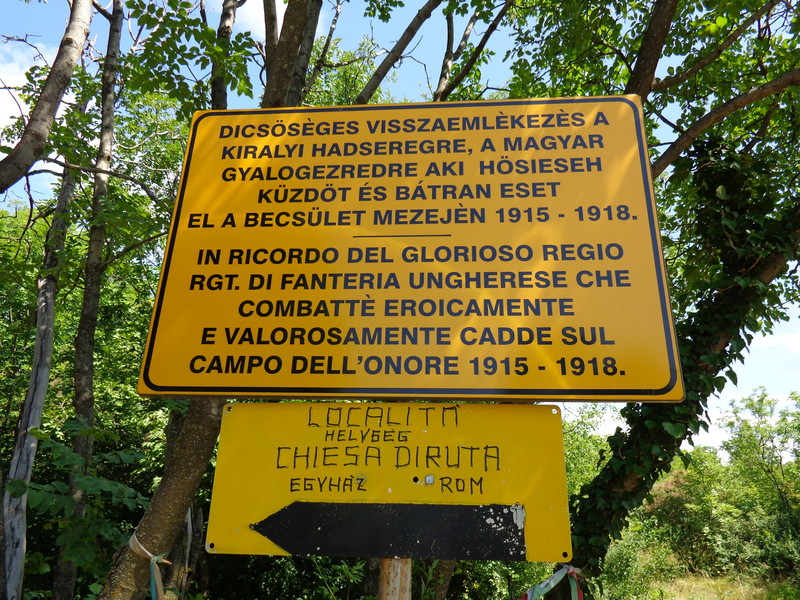 DICSÖSÈGES VISSZAEMLÈKEZÈS A
KIRALYI HADSEREGRE, A MAGYAR
GYALOGEZREDRE AKI HÖSIESEH
KÜZDÖT ÉS BÁTRAN ESET
EL A BECSÜLET MEZEJÈN 1915 - 1918.
IN RICORDO DEL GLORIOSO REGIO
RGT. DI FANTERIA UNGHERESE CHE
COMBATTÈ EROICAMENTE
E VALOROSAMENTE CADDE SUL
CAMPO DELL'ONORE 1915 - 1918.
LOCALITÀ
HELYSÉG
CHIESA DIRUTA
EGYHÁZ ROM